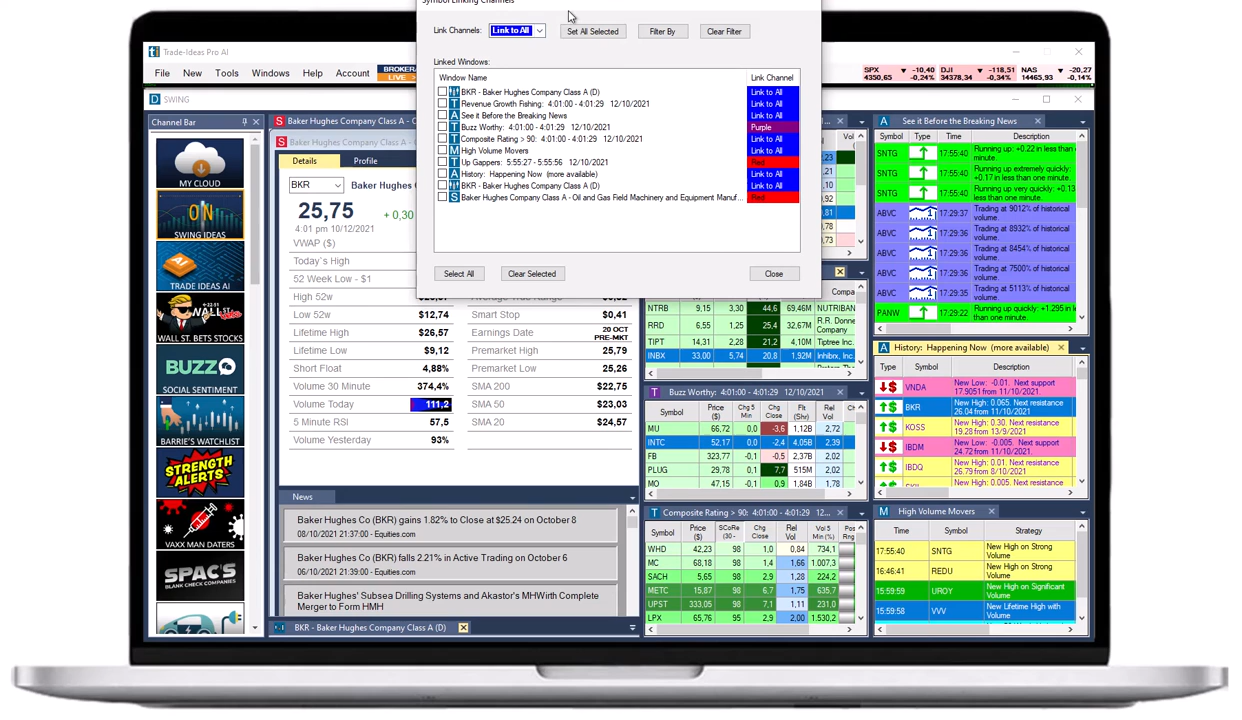 Symbol Linking Channels
Link Channels: Link to All Set All Selected Filter By Clear Filter
Linked Windows:
Window Name Link Channel
BKR - Baker Hughes Company Class A (D) Link to All
Revenue Growth Fishing: 4:01:00 - 4:01:29 12/10/2021 Link to All
See it Before the Breaking News Link to All
Buzz Worthy: 4:01:00 - 4:01:29 12/10/2021 Purple
Composite Rating > 90: 4:01:00 - 4:01:29 12/10/2021 Link to All
High Volume Movers Link to All
Up Gappers: 5:55:27 - 5:55:56 12/10/2021 Red
History: Happening Now (more available) Link to All
BKR - Baker Hughes Company Class A (D) Link to All
Baker Hughes Company Class A - Oil and Gas Field Machinery and Equipment Manuf... Red
Select All Clear Selected Close
Trade-Ideas Pro AI
File New Tools Windows Help Account
BROKER
LIVE
SPX -10,40 DJI -118,51 NAS -20,27
4350,65 -0,24% 34378,34 -0,34% 14465,93 -0,14%
SWING
Channel Bar
MY CLOUD
ON
SWING IDEAS
TRADE IDEAS AI
WALL ST.
WALL ST. BETS STOCKS
BUZZ
SOCIAL SENTIMENT
BARRIE'S WATCHLIST
STRENGTH
ALERTS
VAXX MAN DATERS
SPAC'S
BLANK CHECK COMPANIES
Baker Hughes Company Class A - O
Baker Hughes Company Class A
Details Profile
BKR Baker Hughes
25,75 + 0,30
4:01 pm 10/12/2021
VWAP ($)
Today`s High
52 Week Low - $1
High 52w
Low 52w $12,74
Lifetime High $26,57
Lifetime Low $9,12
Short Float 4,88%
Volume 30 Minute 374,4%
Volume Today 111,2
5 Minute RSI 57,5
Volume Yesterday 93%
Smart Stop $0,41
Earnings Date 20 OCT
PRE-MKT
Premarket High 25,79
Premarket Low 25,26
SMA 200 $22,75
SMA 50 $23,03
SMA 20 $24,57
News
Baker Hughes Co (BKR) gains 1.82% to Close at $25.24 on October 8
08/10/2021 21:37:00 - Equities.com
Baker Hughes Co (BKR) falls 2.21% in Active Trading on October 6
06/10/2021 21:39:00 - Equities.com
Baker Hughes' Subsea Drilling Systems and Akastor's MHWirth Complete
Merger to Form HMH
BKR - Baker Hughes Company Class A (D)
Vol
Compa
NTRB 9,15 3,30 44,6 69,46M NUTRIBAN
RRD 6,55 1,25 25,4 32,67M R.R. Donne
Company
TIPT 14,31 2,28 21,2 4,10M Tiptree Inc.
INBX 33,00 5,74 20,8 1,92M Inhibrx, Inc.
Buzz Worthy: 4:01:00 - 4:01:29 12/10/2021
Symbol Price ($) Chg 5 Min Chg Close Flt (Shr) Rel Vol
MU 66,72 0,0 -3,6 1,12B 2,72
INTC 52,17 0,0 -2,4 4,05B 2,39
FB 323,77 -0,1 -0,5 2,37B 2,02
PLUG 29,78 0,1 7,7 515M 2,02
MO 47,15 -0,1 0,9 1,84B 1,78
Composite Rating > 90: 4:01:00 - 4:01:29 12...
Symbol Price ($) SCoRe (30 - Chg Close Rel Vol Vol 5 Min (%) Pos Rng
WHD 42,23 98 1,0 0,84 734,1
MC 68,18 98 1,4 1,66 1.007,3
SACH 5,65 98 2,9 1,28 224,2
METC 15,87 98 6,7 1,75 635,7
UPST 333,05 98 7,1 1,11 231,0
LPX 65,76 95 2,9 2,00 1.530,2
See it Before the Breaking News
Symbol Type Time Description
SNTG 17:55:40 Running up: +0.22 in less than one
minute.
SNTG 17:55:40 Running up extremely quickly:
+0.17 in less than one minute.
SNTG 17:55:40 Running up very quickly: +0.13
ABVC 17:29:37 Trading at 9012% of historical
volume.
ABVC 17:29:36 Trading at 8932% of historical
volume.
ABVC 17:29:36 Trading at 8454% of historical
volume.
ABVC 17:29:36 Trading at 7500% of historical
volume.
ABVC 17:29:35 Trading at 5113% of historical
volume.
PANW 17:29:22 Running up quickly: +1.295 in less
than one minute.
History: Happening Now (more available)
Type Symbol Description
VNDA New Low: -0.01. Next support
17.9051 from 11/10/2021.
BKR New High: 0.065. Next resistance
26.04 from 11/10/2021.
KOSS New High: 0.30. Next resistance
19.28 from 13/9/2021.
IBDM New Low: -0.005. Next support
24.72 from 11/10/2021.
IBDQ New High: 0.01. Next resistance
26.79 from 8/10/2021.
New High: 0.005. Next resistance
High Volume Movers
Time Symbol Strategy
17:55:40 SNTG New High on Strong
Volume
16:46:41 REDU New High on Strong
Volume
15:59:59 UROY New High on Significant
Volume
15:59:58 VVV New Lifetime High with
Volume